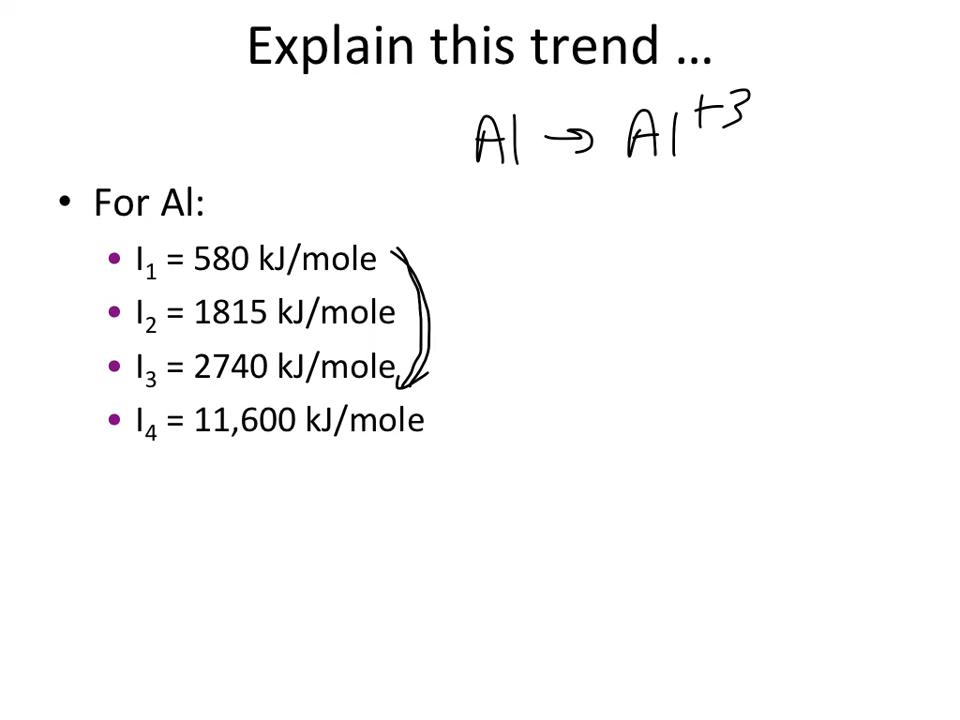 Explain this trend ...
Al → Al+3
• For Al:
• I1 = 580 kJ/mole
• I2 = 1815 kJ/mole
• I3 = 2740 kJ/mole
• I4 = 11,600 kJ/mole